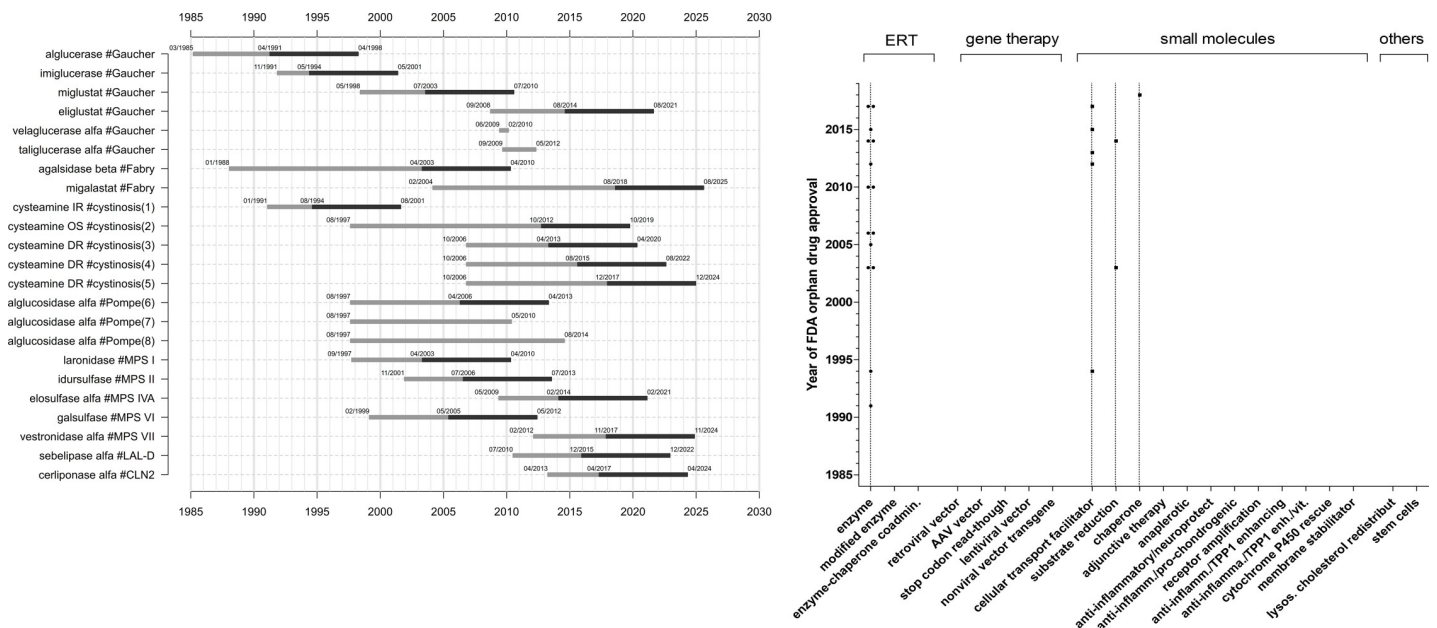 1985 1990 1995 2000 2005 2010 2015 2020 2025 2030
alglucerase #Gaucher 03/1985 04/1991 04/1998
imiglucerase #Gaucher 11/1991 05/1994 05/2001
miglustat #Gaucher 05/1998 07/2003 07/2010
eliglustat #Gaucher 09/2008 08/2014 08/2021
velaglucerase alfa #Gaucher 06/2009 02/2010
taliglucerase alfa #Gaucher 09/2009 05/2012
agalsidase beta #Fabry 01/1988 04/2003 04/2010
migalastat #Fabry 02/2004 08/2018 08/2025
cysteamine IR #cystinosis(1) 01/1991 08/1994 08/2001
cysteamine OS #cystinosis(2) 08/1997 10/2012 10/2019
cysteamine DR #cystinosis(3) 10/2006 04/2013 04/2020
cysteamine DR #cystinosis(4) 10/2006 08/2015 08/2022
cysteamine DR #cystinosis(5) 10/2006 12/2017 12/2024
alglucosidase alfa #Pompe(6) 08/1997 04/2006 04/2013
alglucosidase alfa #Pompe(7) 08/1997 05/2010
alglucosidase alfa #Pompe(8) 08/1997 08/2014
laronidase #MPS I 09/1997 04/2003 04/2010
idursulfase #MPS II 11/2001 07/2006 07/2013
elosulfase alfa #MPS IVA 05/2009 02/2014 02/2021
galsulfase #MPS VI 02/1999 05/2005 05/2012
vestronidase alfa #MPS VII 02/2012 11/2017 11/2024
sebelipase alfa #LAL-D 07/2010 12/2015 12/2022
cerliponase alfa #CLN2 04/2013 04/2017 04/2024
1985 1990 1995 2000 2005 2010 2015 2020 2025 2030
ERT gene therapy small molecules others
Year of FDA orphan drug approval
2015
2010
2005
2000
1995
1990
1985
enzyme
modified enzyme
enzyme-chaperone coadmin.
retroviral vector
AAV vector
stop codon read-though
lentiviral vector
nonviral vector transgene
cellular transport facilitator
substrate reduction
chaperone
adjunctive therapy
anaplerotic
anti-inflammatory/neuroprotect
anti-inflamm./pro-chondrogenic
receptor amplification
anti-inflamm./TPP1 enhancing
anti-inflamma./TPP1 enh./vit.
cytochrome P450 rescue
membrane stabilitator
lysos. cholesterol redistribut
stem cells